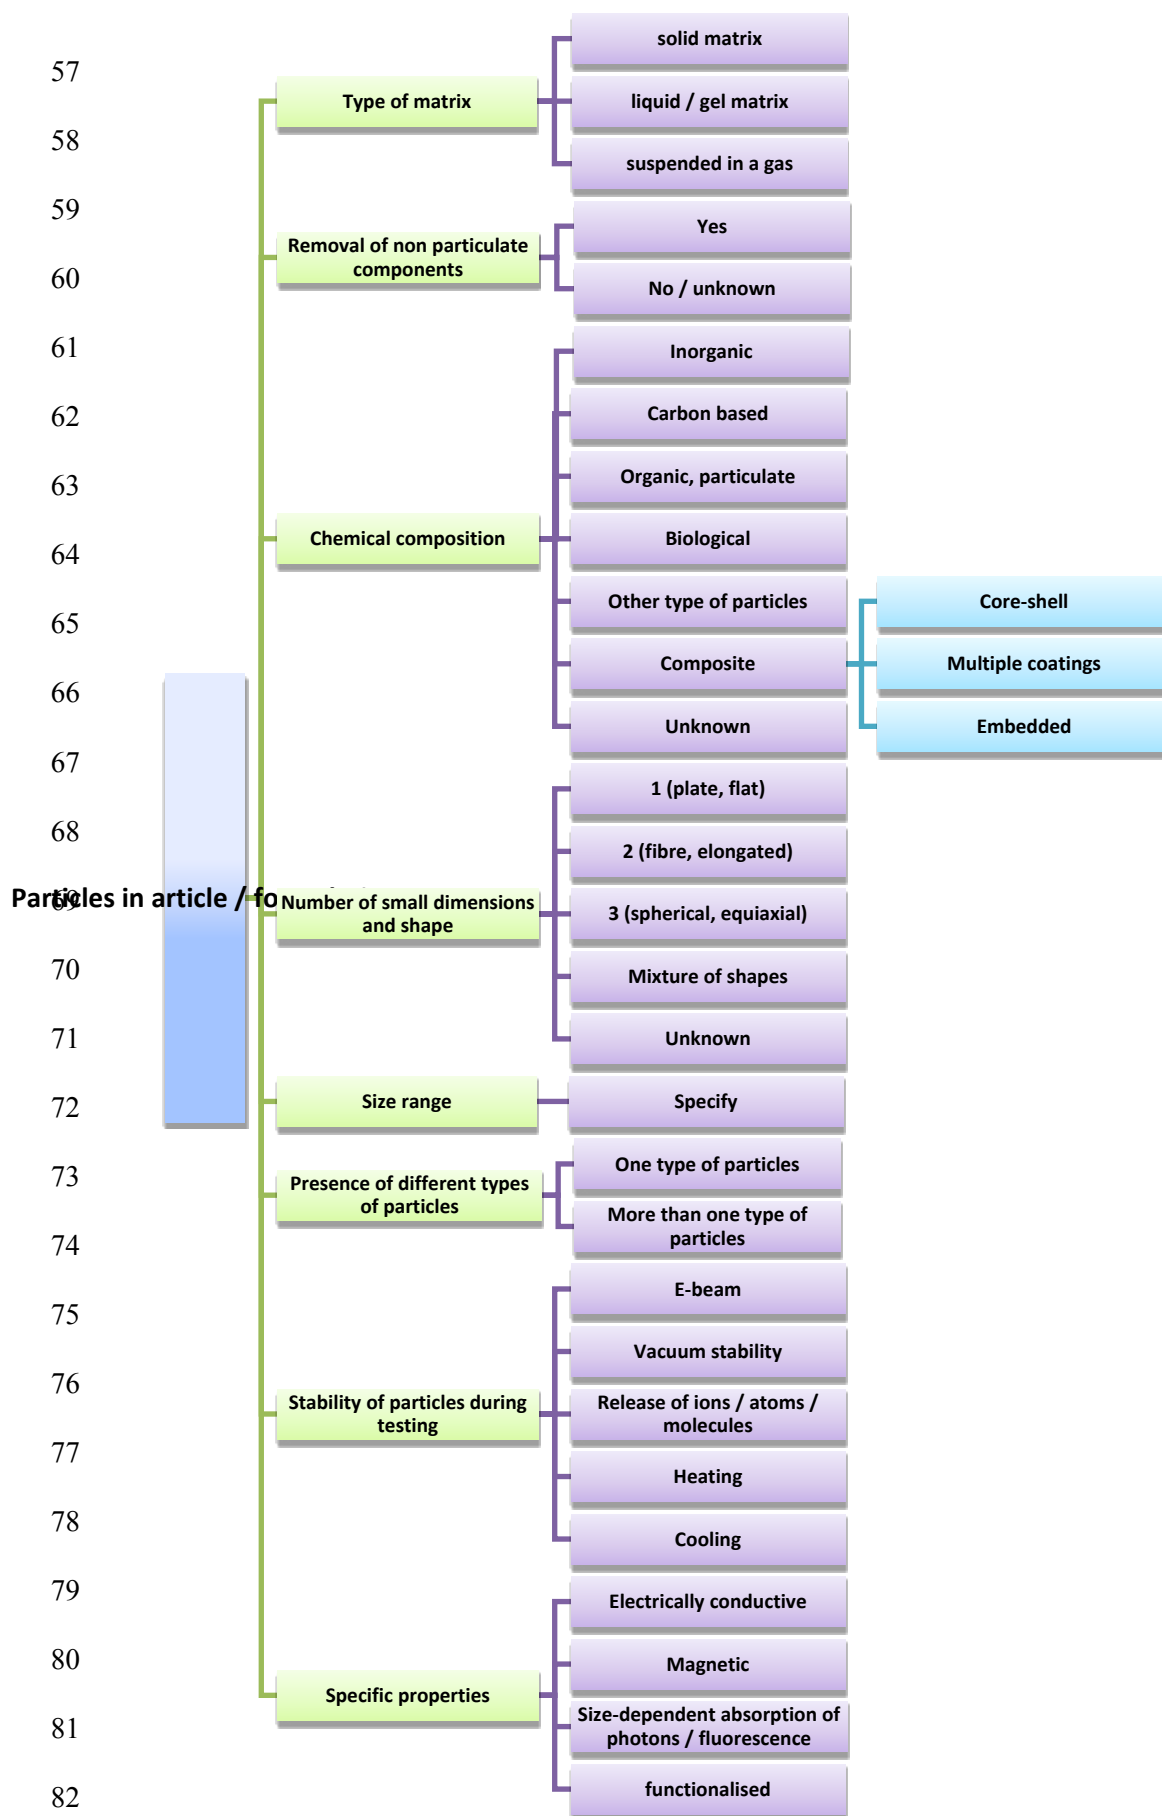 solid matrix
57
Type of matrix
liquid / gel matrix
58
suspended in a gas
59
Yes
Removal of non particulate
components
60
No / unknown
61
Inorganic
62
Carbon based
63
Organic, particulate
Chemical composition
Biological
64
65
Other type of particles
Core-shell
Composite
Multiple coatings
66
Unknown
Embedded
67
1 (plate, flat)
68
2 (fibre, elongated)
Particles in article /
69
Number of small dimensions
and shape
3 (spherical, equiaxial)
70
Mixture of shapes
71
Unknown
72
Size range
Specify
73
One type of particles
Presence of different types
of particles
More than one type of
particles
74
E-beam
75
Vacuum stability
76
Stability of particles during
testing
Release of ions / atoms /
molecules
77
Heating
78
Cooling
79
Electrically conductive
80
Magnetic
Specific properties
81
Size-dependent absorption of
photons / fluorescence
82
functionalised